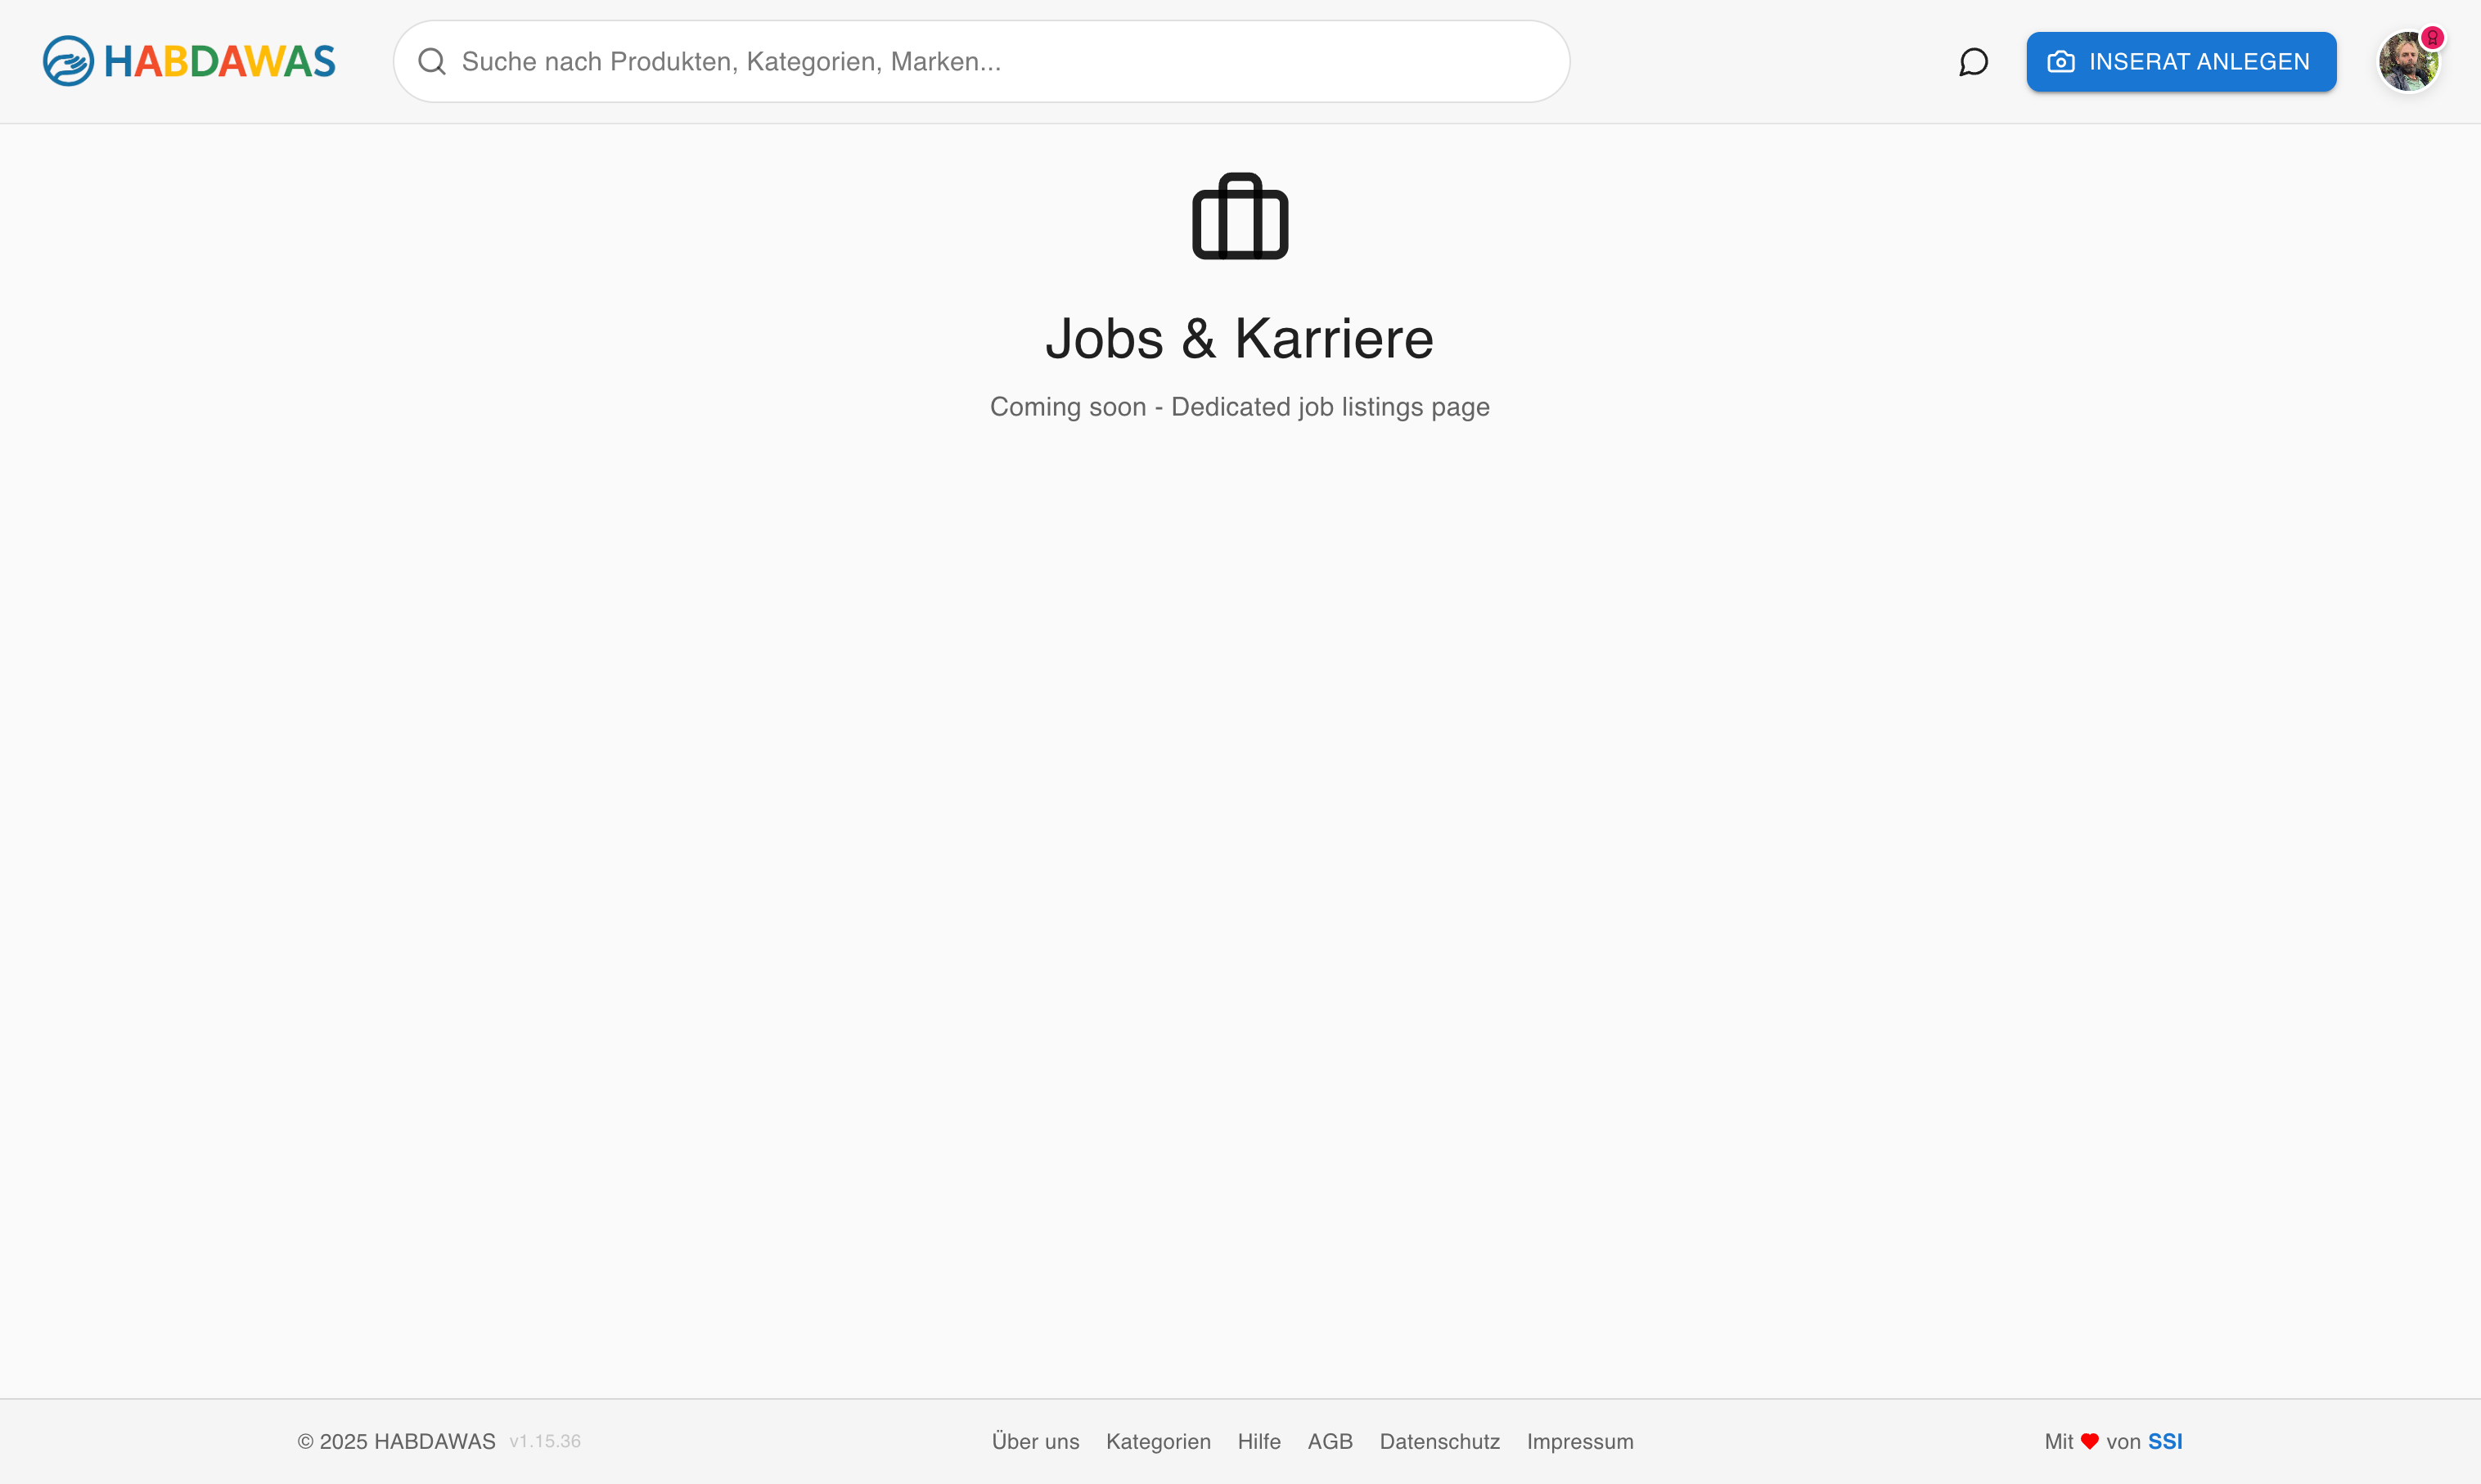 HABDAWAS
Suche nach Produkten, Kategorien, Marken...
INSERAT ANLEGEN
Jobs & Karriere
Coming soon - Dedicated job listings page
© 2025 HABDAWAS v1.15.36
Über uns Kategorien Hilfe AGB Datenschutz Impressum
Mit ❤ von SSI